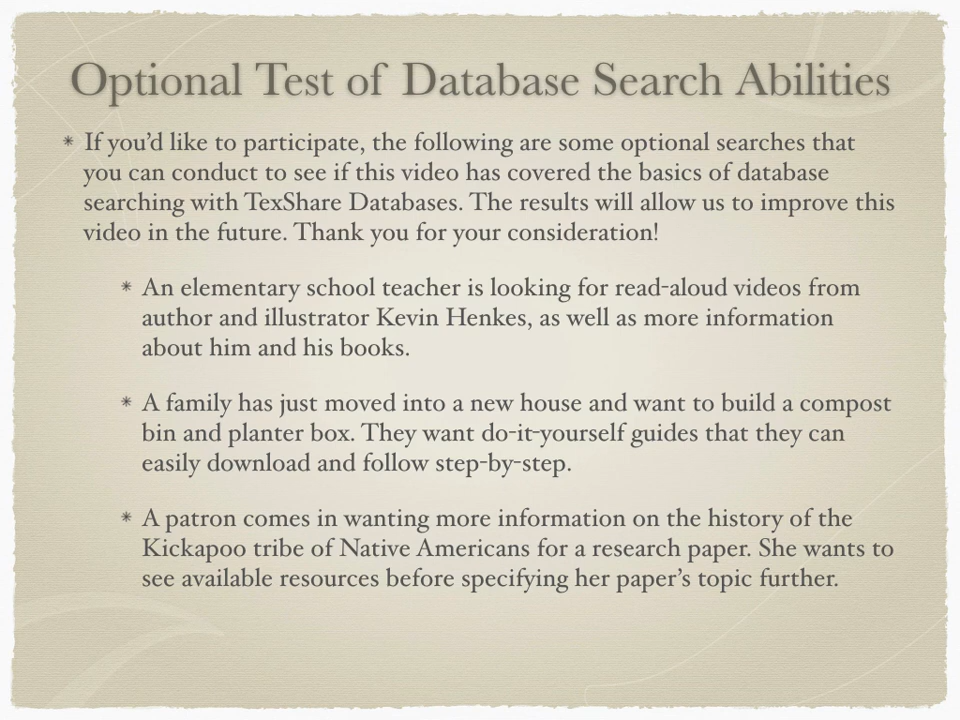 Optional Test of Database Search Abilities
* If you’d like to participate, the following are some optional searches that
you can conduct to see if this video has covered the basics of database
searching with TexShare Databases. The results will allow us to improve this
video in the future. Thank you for your consideration!
* An elementary school teacher is looking for read-aloud videos from
author and illustrator Kevin Henkes, as well as more information
about him and his books.
* A family has just moved into a new house and want to build a compost
bin and planter box. They want do-it-yourself guides that they can
easily download and follow step-by-step.
* A patron comes in wanting more information on the history of the
Kickapoo tribe of Native Americans for a research paper. She wants to
see available resources before specifying her paper’s topic further.